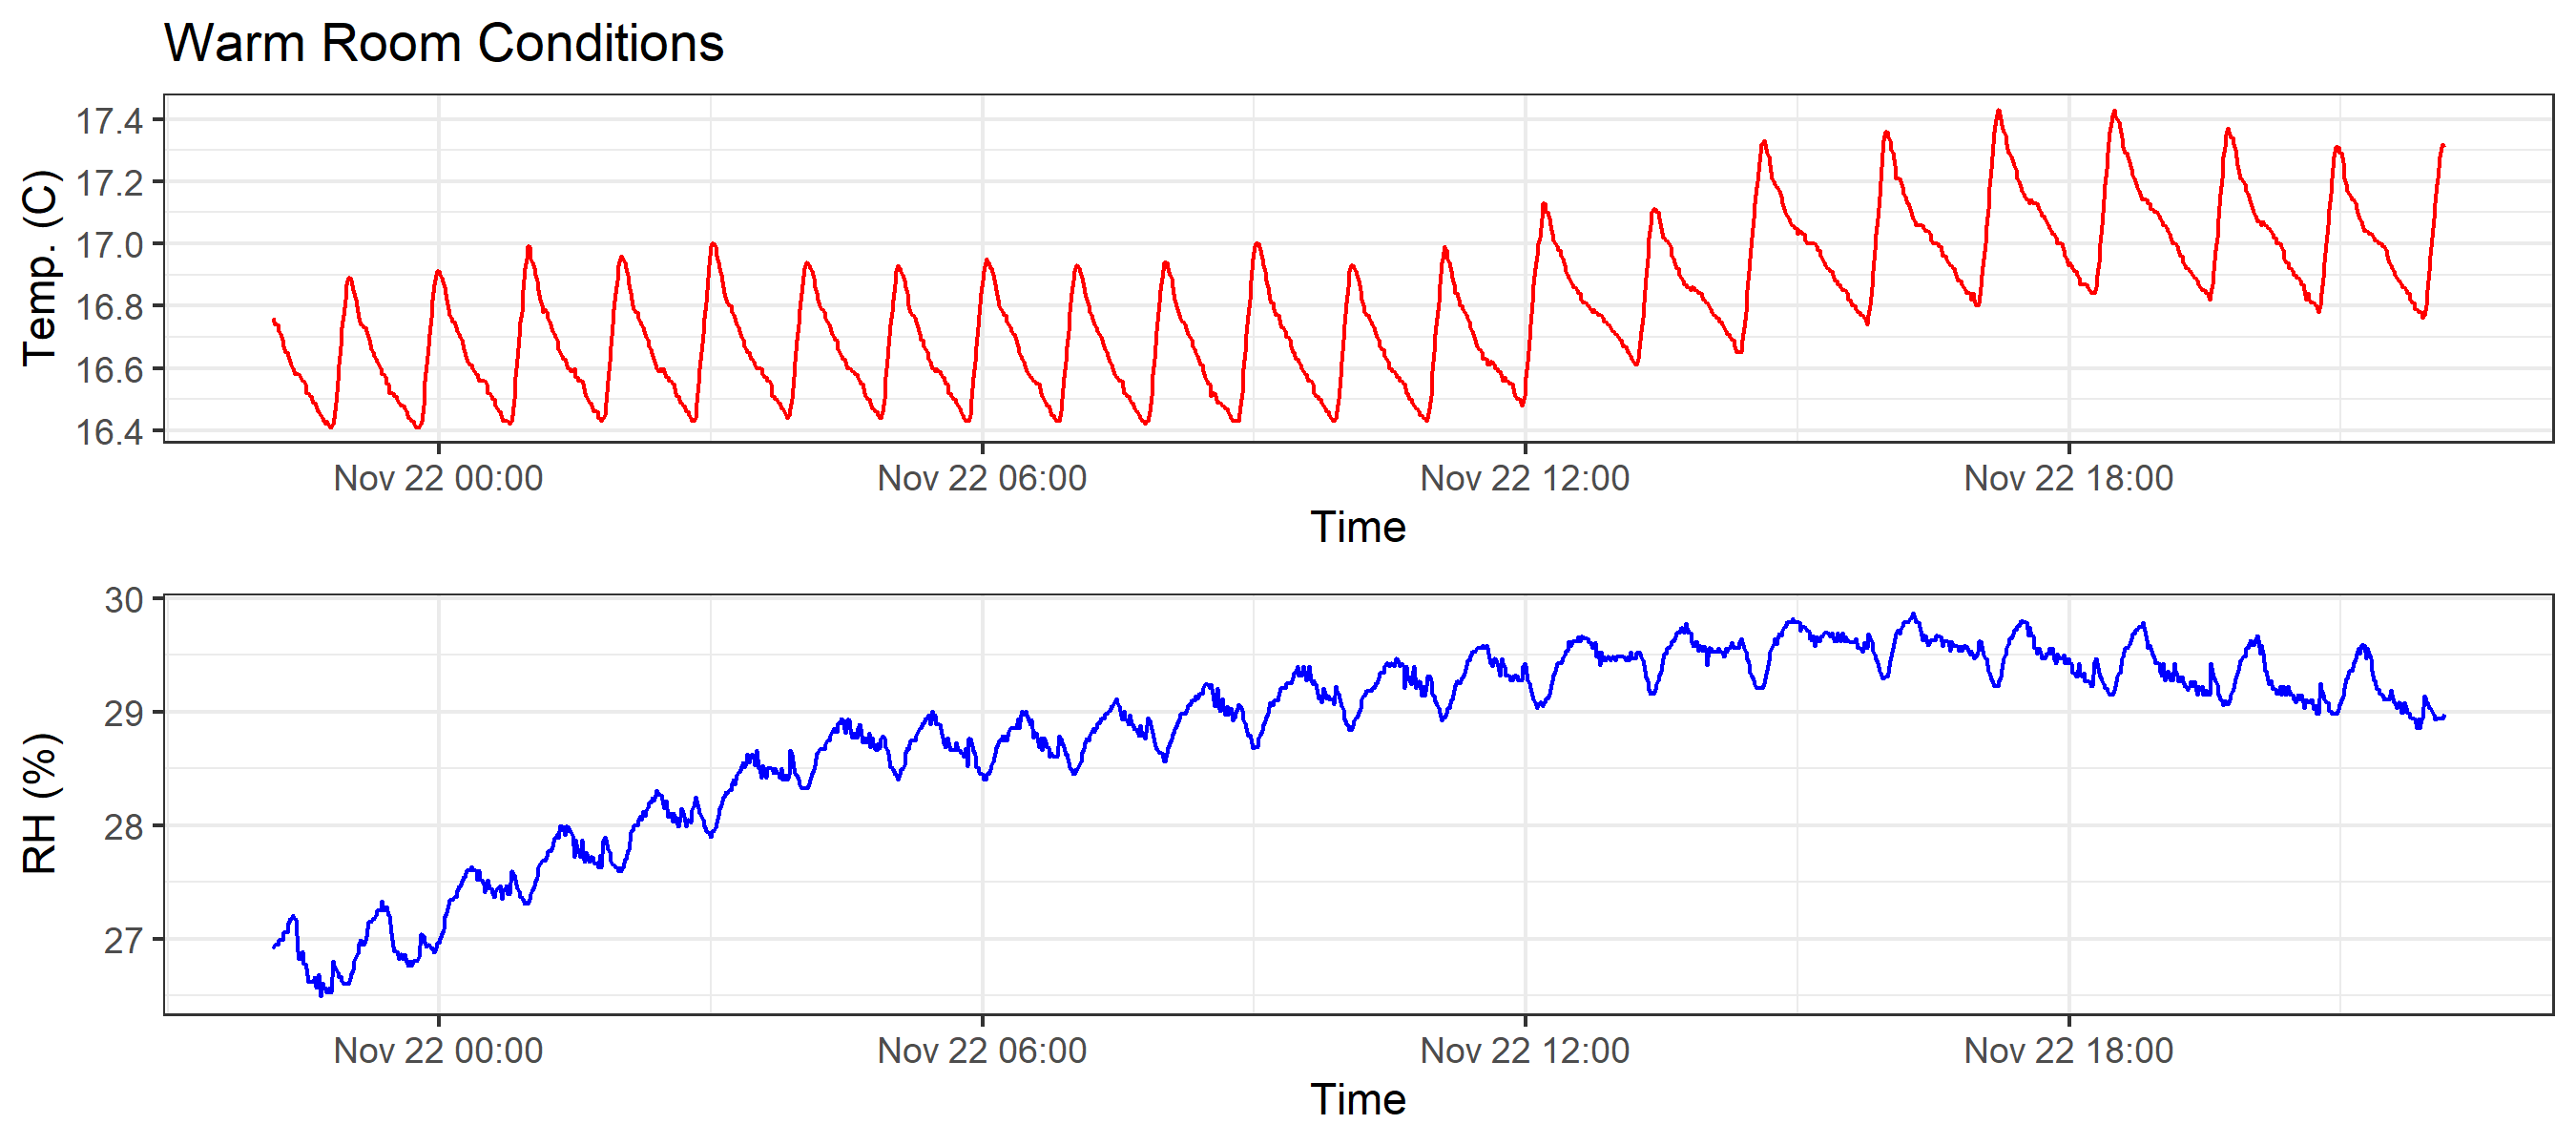 Warm Room Conditions
Temp. (C)
17.4
17.2
17.0
16.8
16.6
16.4
Nov 22 00:00 Nov 22 06:00 Nov 22 12:00 Nov 22 18:00
Time
RH (%)
30
29
28
27
Nov 22 00:00 Nov 22 06:00 Nov 22 12:00 Nov 22 18:00
Time